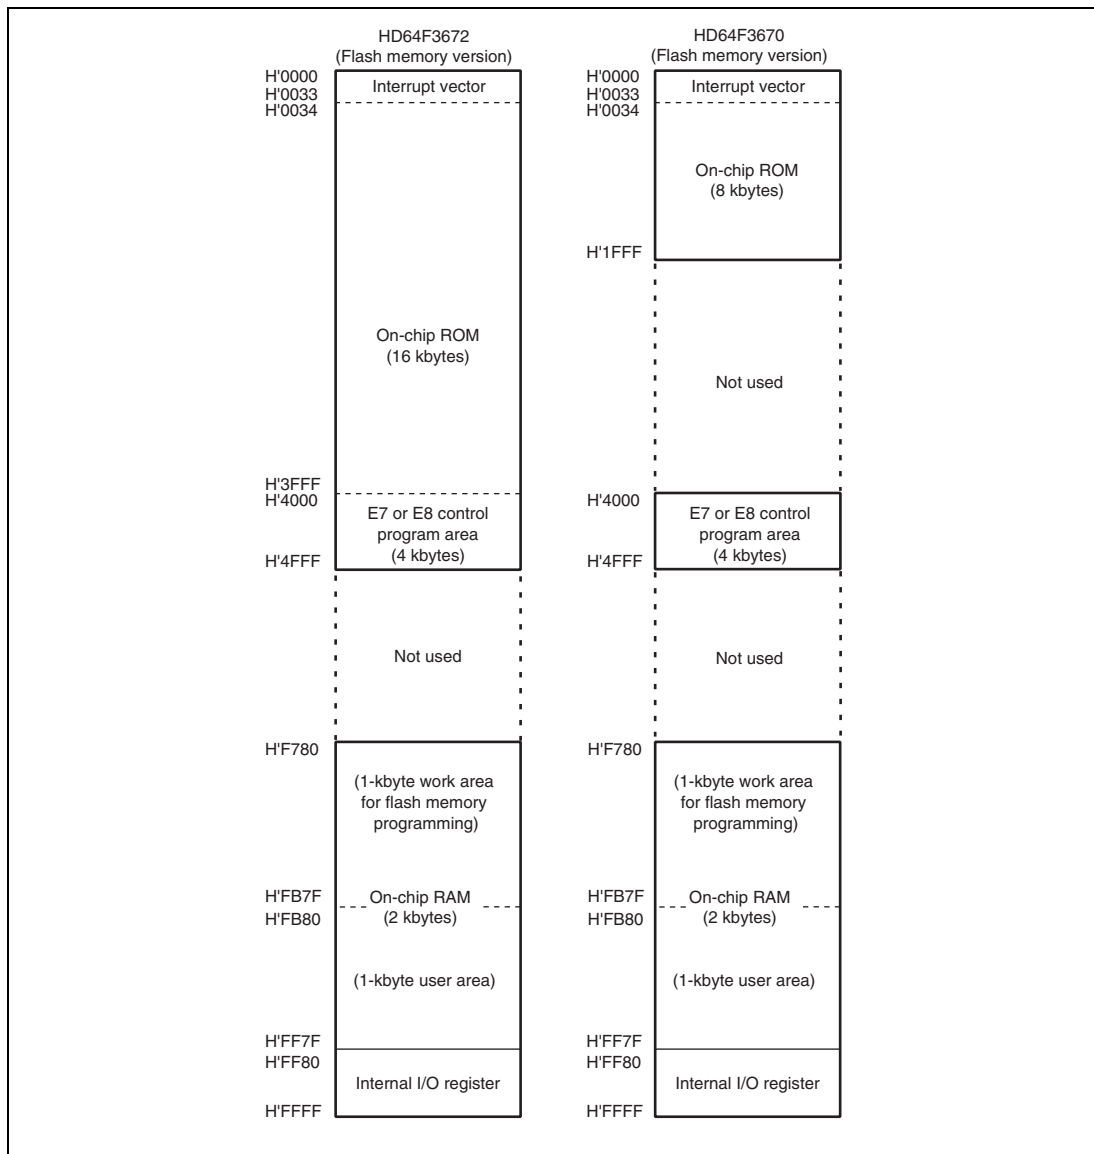 HD64F3672
(Flash memory version)
H'0000
Interrupt vector
H'0033
H'0034
On-chip ROM
(16 kbytes)
H'3FFF
H'4000
E7 or E8 control
program area
(4 kbytes)
H'4FFF
Not used
H'F780
(1-kbyte work area
for flash memory
programming)
H'FB7F
On-chip RAM
(2 kbytes)
H'FB80
(1-kbyte user area)
H'FF7F
H'FF80
Internal I/O register
H'FFFF
HD64F3670
(Flash memory version)
H'0000
Interrupt vector
H'0033
H'0034
On-chip ROM
(8 kbytes)
H'1FFF
Not used
H'4000
E7 or E8 control
program area
(4 kbytes)
H'4FFF
Not used
H'F780
(1-kbyte work area
for flash memory
programming)
H'FB7F
On-chip RAM
(2 kbytes)
H'FB80
(1-kbyte user area)
H'FF7F
H'FF80
Internal I/O register
H'FFFF